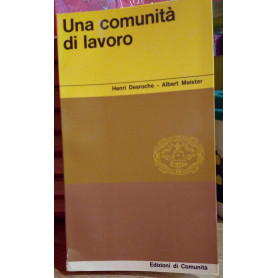 Una comunità
di lavoro
Henri Desroche - Albert Meister
Edizioni di Comunità